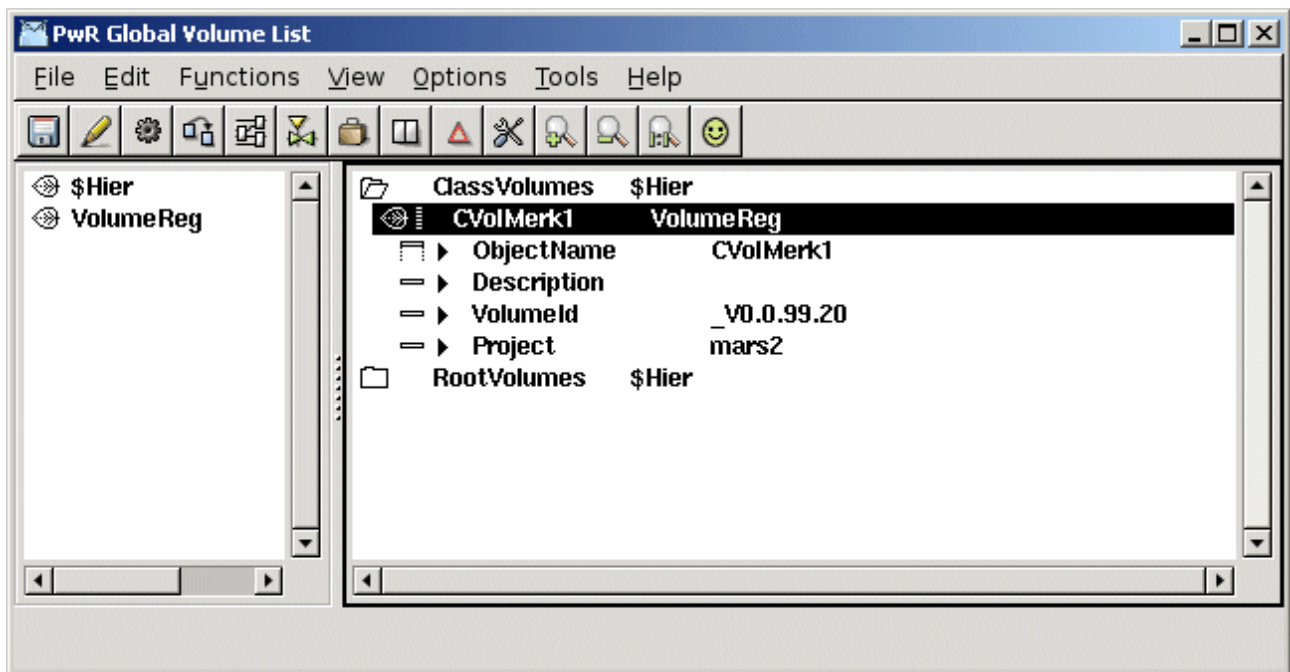 PwR Global Volume List
File Edit Functions View Options Tools Help
$Hier
VolumeReg
ClassVolumes $Hier
CVolMerk1 VolumeReg
ObjectName CVolMerk1
Description
VolumeId _V0.0.99.20
Project mars2
RootVolumes $Hier